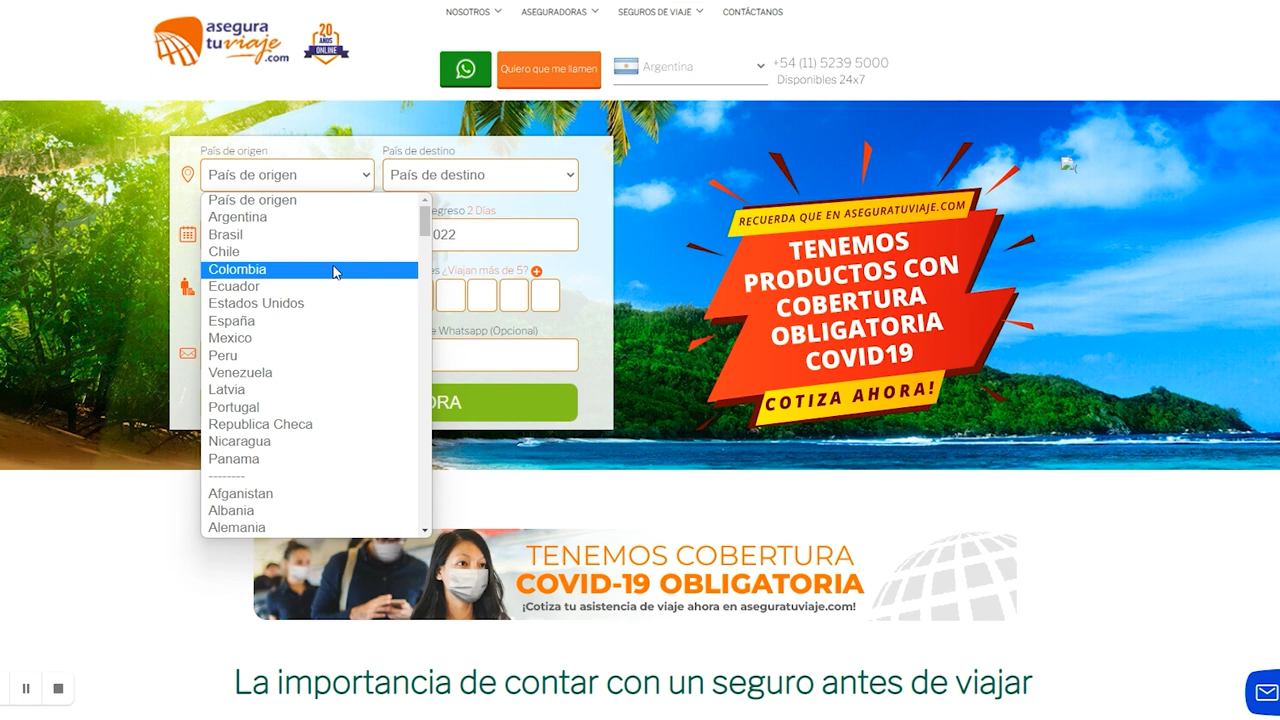 NOSOTROS
ASEGURADORAS
SEGUROS DE VIAJE
CONTÁCTANOS
asegura
tuviaje
.com
20
AÑOS
ONLINE
Quiero que me llamen
Argentina
+54 (11) 5239 5000
Disponibles 24x7
País de origen
País de destino
País de origen
País de destino
País de origen
Argentina
Brasil
Chile
Colombia
Ecuador
Estados Unidos
España
Mexico
Peru
Venezuela
Latvia
Portugal
Republica Checa
Nicaragua
Panama
--------
Afganistan
Albania
Alemania
egreso 2 Días
022
es ¿Viajan más de 5?
e Whatsapp (Opcional)
ORA
RECUERDA QUE EN ASEGURATUVIAJE.COM
TENEMOS
PRODUCTOS CON
COBERTURA
OBLIGATORIA
COVID19
COTIZA AHORA!
TENEMOS COBERTURA
COVID-19 OBLIGATORIA
¡Cotiza tu asistencia de viaje ahora en aseguratuviaje.com!
La importancia de contar con un seguro antes de viajar